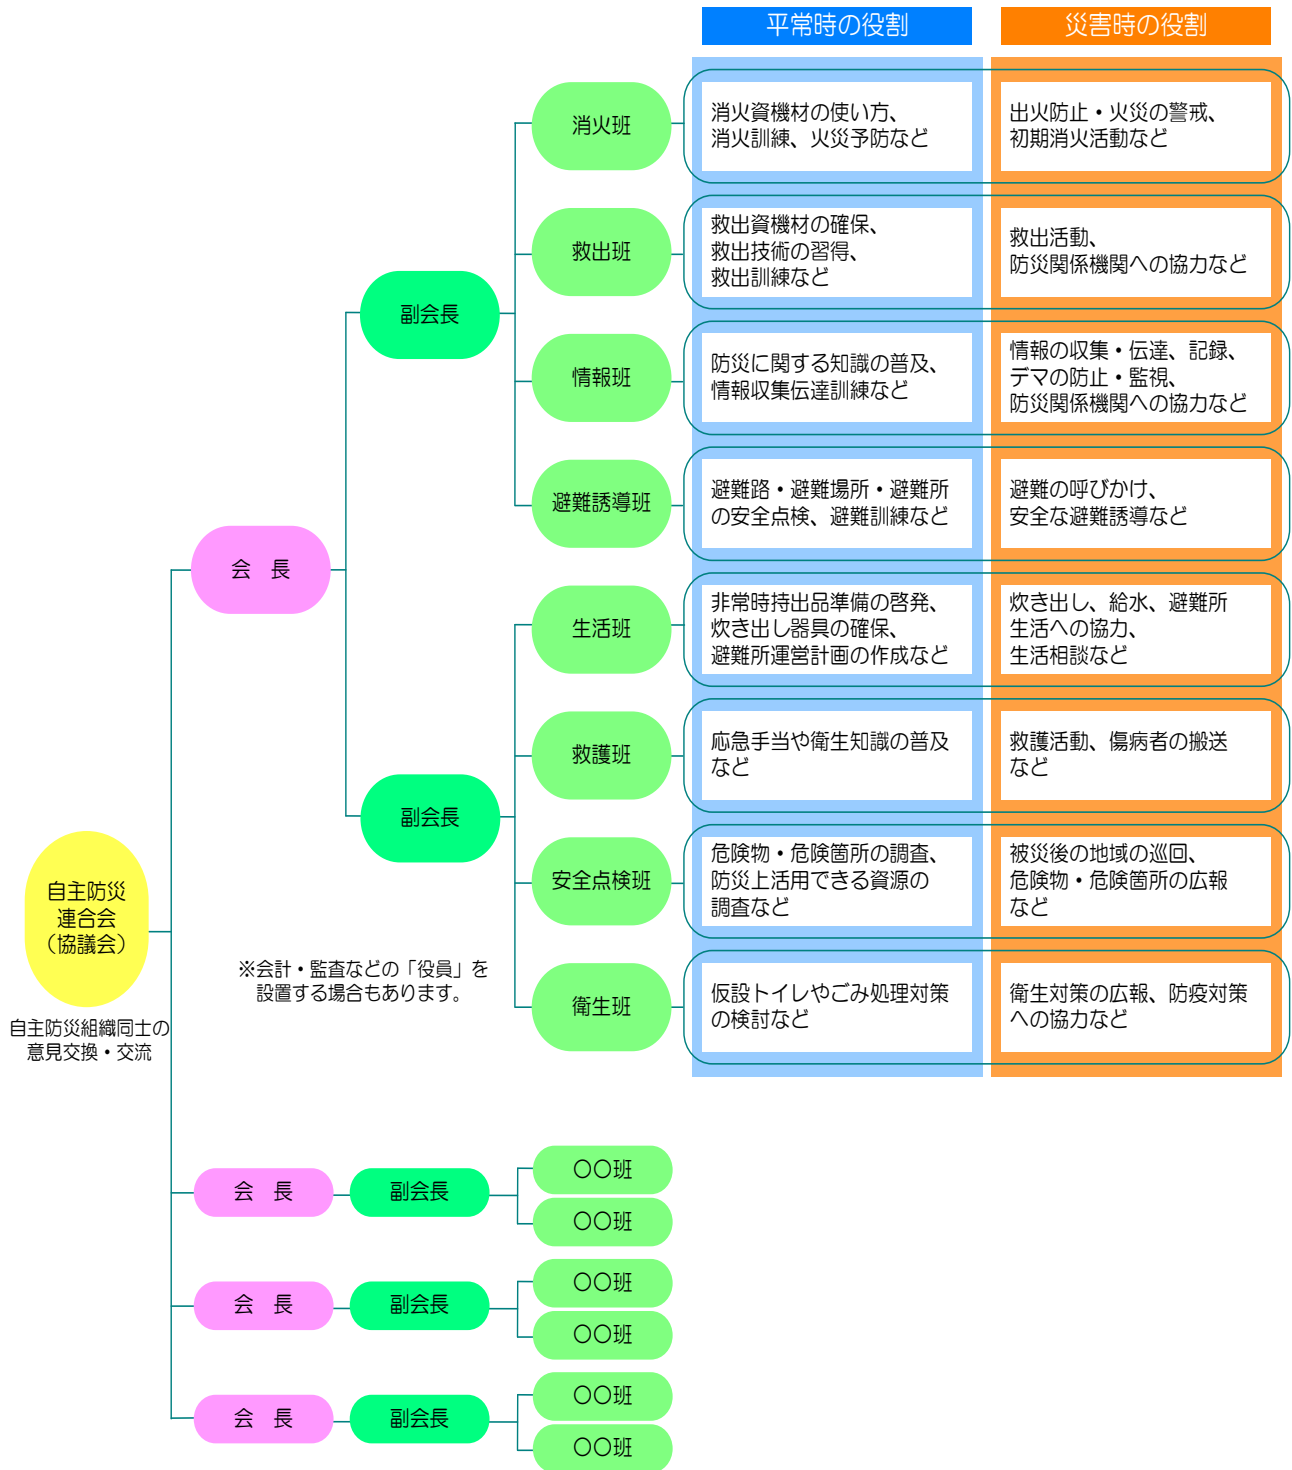 平常時の役割
災害時の役割
消火班
消火資機材の使い方、
消火訓練、火災予防など
出火防止・火災の警戒、
初期消火活動など
救出班
救出資機材の確保、
救出技術の習得、
救出訓練など
救出活動、
防災関係機関への協力など
副会長
情報班
防災に関する知識の普及、
情報収集伝達訓練など
情報の収集・伝達、記録、
デマの防止・監視、
防災関係機関への協力など
避難誘導班
避難路・避難場所・避難所
の安全点検、避難訓練など
避難の呼びかけ、
安全な避難誘導など
会　長
生活班
非常時持出品準備の啓発、
炊き出し器具の確保、
避難所運営計画の作成など
炊き出し、給水、避難所
生活への協力、
生活相談など
救護班
応急手当や衛生知識の普及
など
救護活動、傷病者の搬送
など
副会長
安全点検班
危険物・危険箇所の調査、
防災上活用できる資源の
調査など
被災後の地域の巡回、
危険物・危険箇所の広報
など
自主防災
連合会
（協議会）
※会計・監査などの「役員」を
設置する場合もあります。
衛生班
仮設トイレやごみ処理対策
の検討など
衛生対策の広報、防疫対策
への協力など
自主防災組織同士の
意見交換・交流
会　長
副会長
〇〇班
〇〇班
会　長
副会長
〇〇班
〇〇班
会　長
副会長
〇〇班
〇〇班